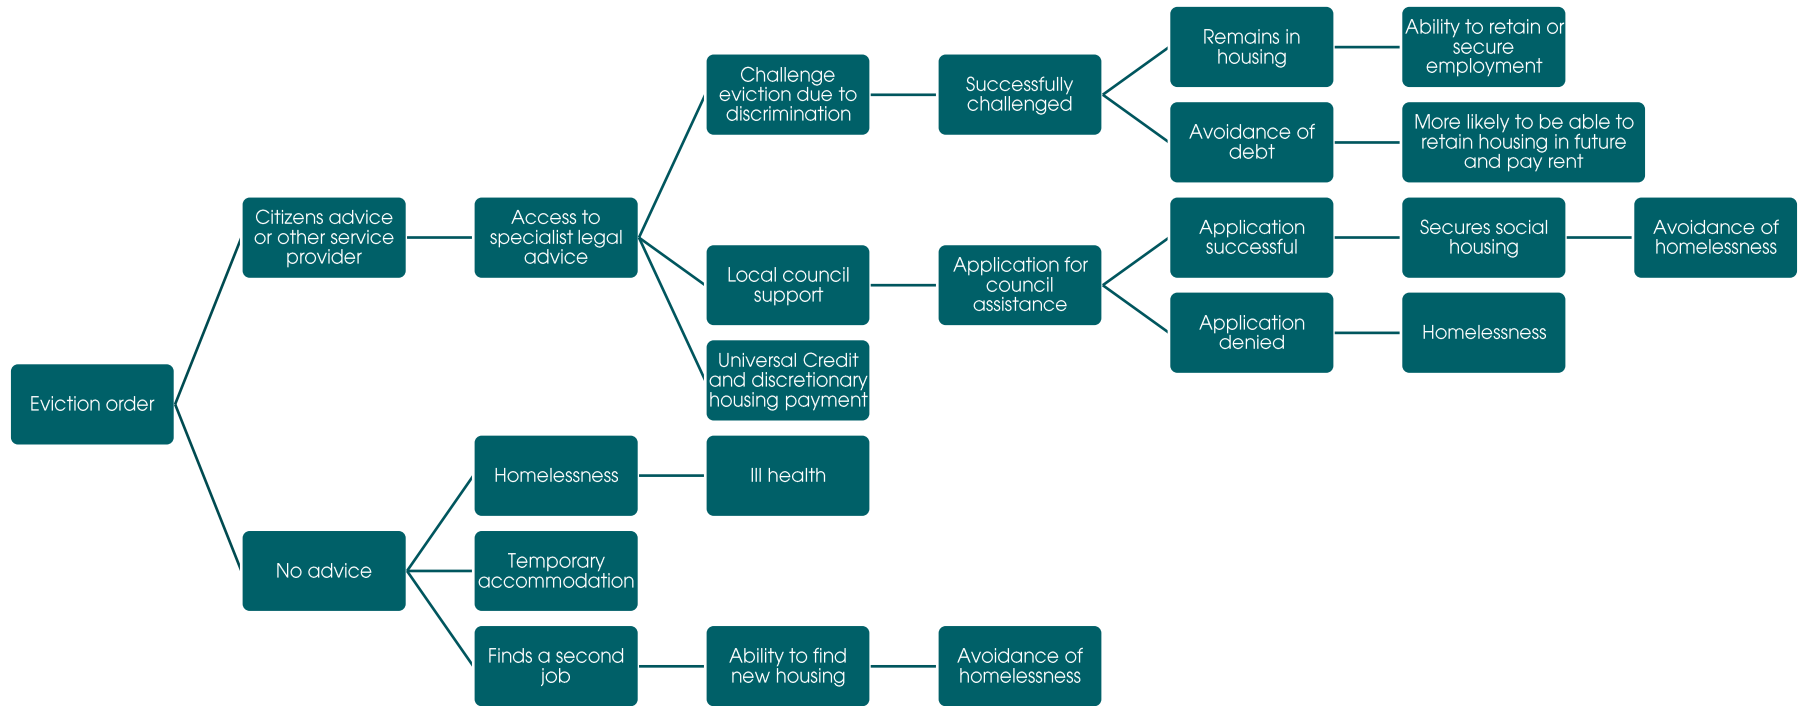 Eviction order
Citizens advice
or other service
provider
Access to
specialist legal
advice
Challenge
eviction due to
discrimination
Successfully
challenged
Remains in
housing
Ability to retain or
secure
employment
Avoidance of
debt
More likely to be able to
retain housing in future
and pay rent
Local council
support
Application for
council
assistance
Application
successful
Secures social
housing
Avoidance of
homelessness
Application
denied
Homelessness
Universal Credit
and discretionary
housing payment
No advice
Homelessness
Ill health
Temporary
accommodation
Finds a second
job
Ability to find
new housing
Avoidance of
homelessness